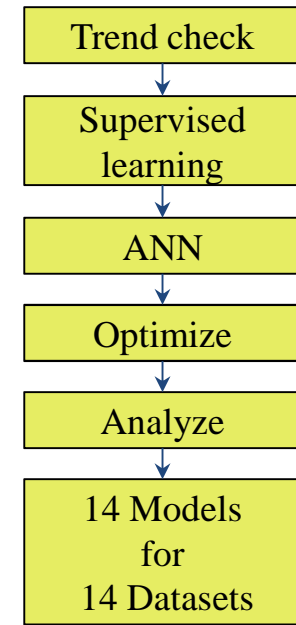 Trend check
Supervised
learning
ANN
Optimize
Analyze
14 Models
for
14 Datasets